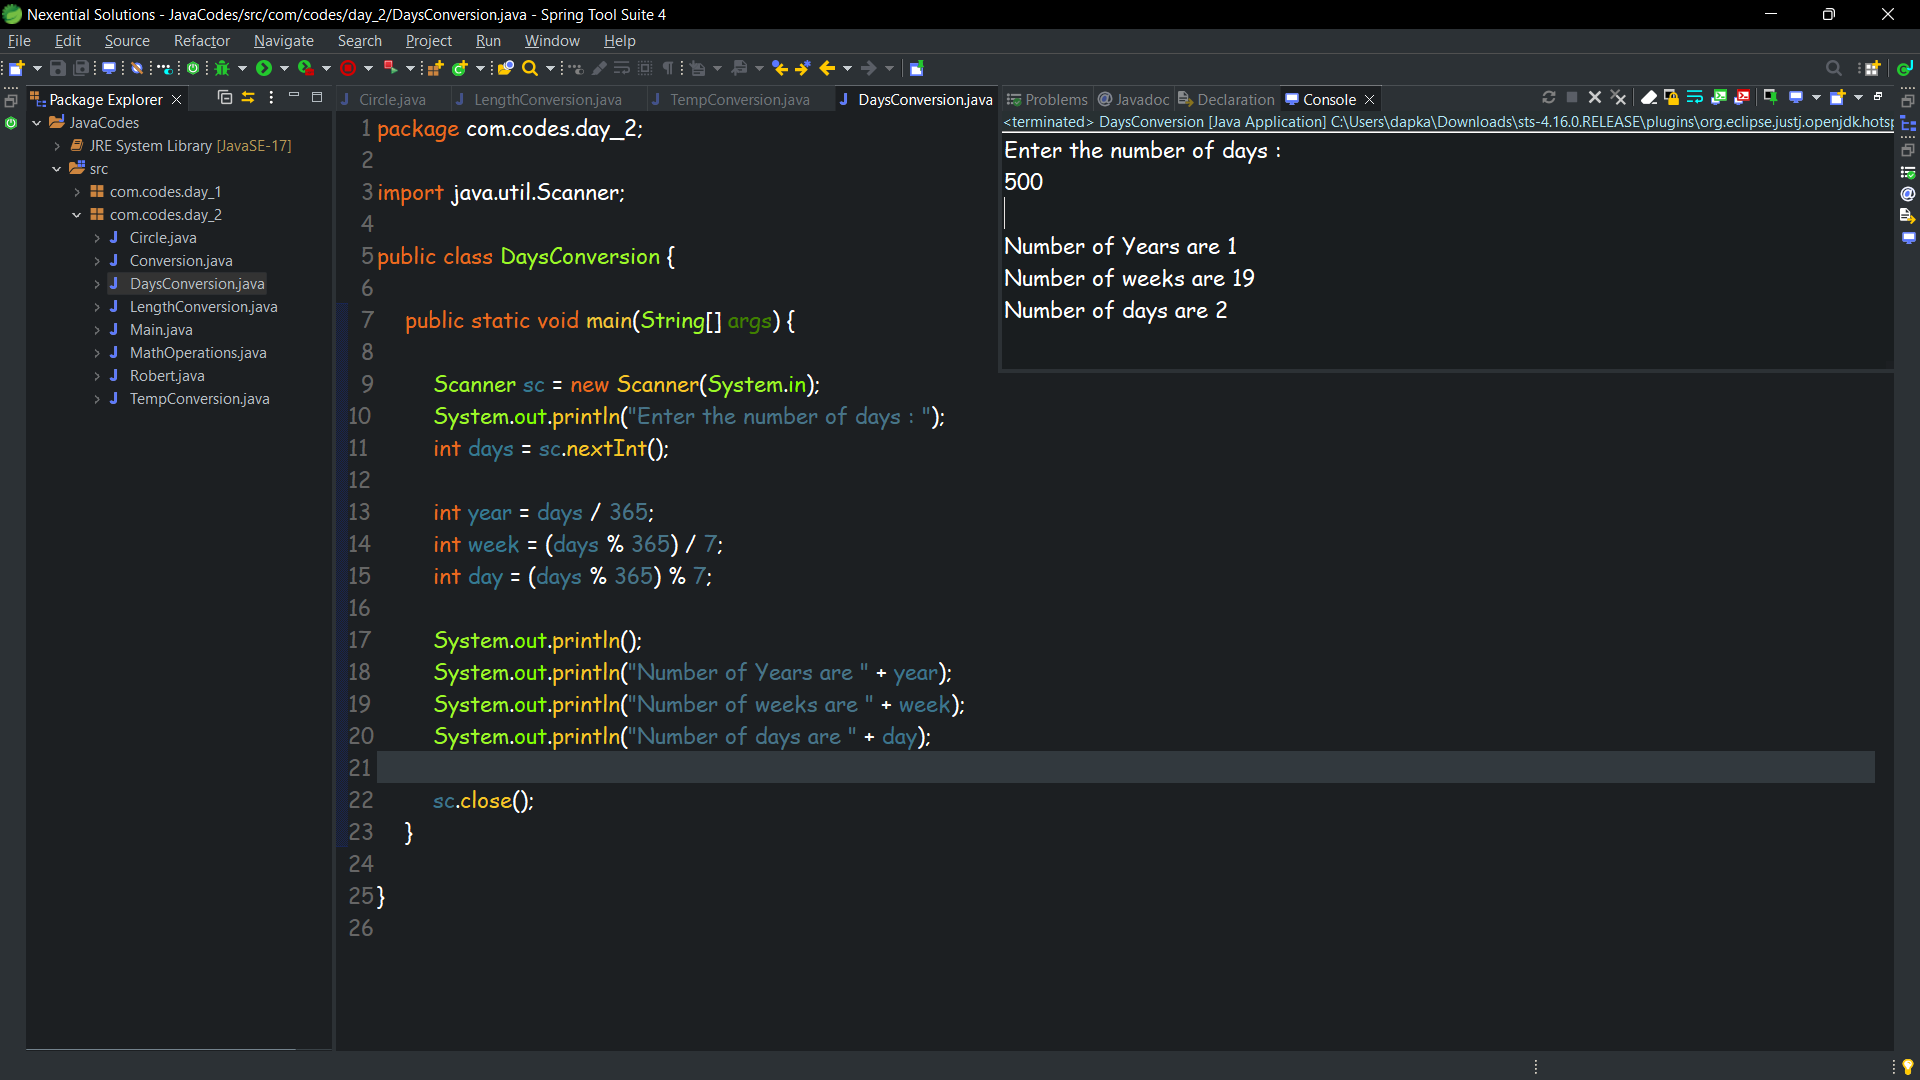 Nexential Solutions - JavaCodes/src/com/codes/day_2/DaysConversion.java - Spring Tool Suite 4
File Edit Source Refactor Navigate Search Project Run Window Help
Package Explorer
JavaCodes
JRE System Library [JavaSE-17]
src
com.codes.day_1
com.codes.day_2
Circle.java
Conversion.java
DaysConversion.java
LengthConversion.java
Main.java
MathOperations.java
Robert.java
TempConversion.java
Circle.java LengthConversion.java TempConversion.java DaysConversion.java
1 package com.codes.day_2;
2
3 import java.util.Scanner;
4
5 public class DaysConversion {
6
7 public static void main(String[] args) {
8
9 Scanner sc = new Scanner(System.in);
10 System.out.println("Enter the number of days : ");
11 int days = sc.nextInt();
12
13 int year = days / 365;
14 int week = (days % 365) / 7;
15 int day = (days % 365) % 7;
16
17 System.out.println();
18 System.out.println("Number of Years are " + year);
19 System.out.println("Number of weeks are " + week);
20 System.out.println("Number of days are " + day);
21
22 sc.close();
23 }
24
25 }
26
Problems @ Javadoc Declaration Console
<terminated> DaysConversion [Java Application] C:\Users\dapka\Downloads\sts-4.16.0.RELEASE\plugins\org.eclipse.justj.openjdk.hotsp
Enter the number of days :
500
Number of Years are 1
Number of weeks are 19
Number of days are 2